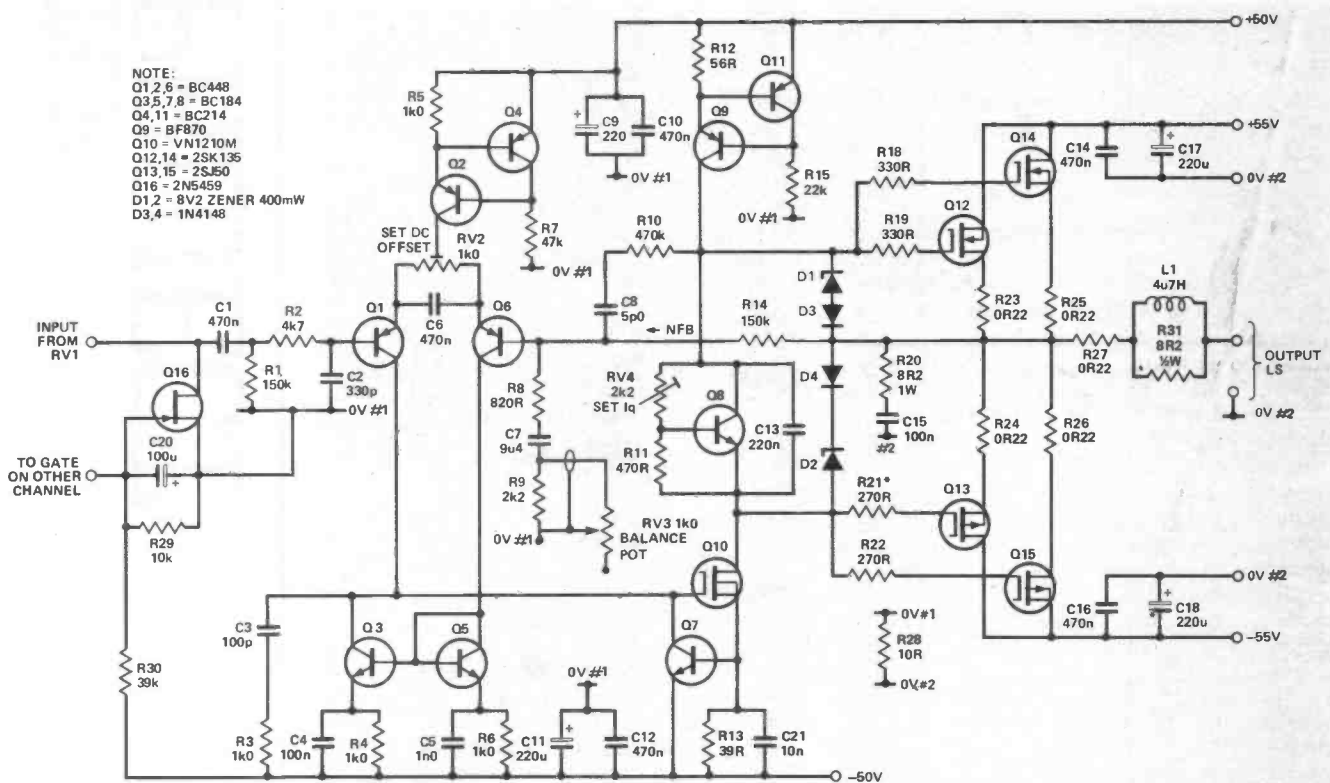 NOTE:
Q1,2,6 = BC448
Q3,5,7,8 = BC184
Q4,11 = BC214
Q9 = BF870
Q10 = VN1210M
Q12,14 = 2SK135
Q13,15 = 2SJ50
Q16 = 2N5459
D1,2 = 8V2 ZENER 400mW
D3,4 = 1N4148
+50V
R12
56R
Q11
R5
1k0
Q4
+
C9
220
C10
470n
Q9
0V #1
Q2
R15
22k
0V #1
+55V
Q14
C14
470n
+
C17
220u
0V #2
R18
330R
R19
330R
Q12
SET DC
OFFSET
RV2
1k0
R7
47k
0V #1
R10
470k
D1
D3
C8
5p0
NFB
R14
150k
R23
0R22
R25
0R22
L1
4u7H
R31
8R2
½W
R27
0R22
OUTPUT
LS
0V #2
INPUT
FROM
RV1
C1
470n
R2
4k7
Q1
C6
470n
Q6
R1
150k
C2
330p
0V #1
Q16
C20
100u
+
TO GATE
ON OTHER
CHANNEL
R29
10k
R8
820R
C7
9u4
R9
2k2
0V #1
RV3 1k0
BALANCE
POT
RV4
2k2
SET Iq
Q8
R11
470R
C13
220n
D4
D2
R20
8R2
1W
C15
100n
#2
R24
0R22
R26
0R22
R21*
270R
Q13
R22
270R
Q15
Q10
C3
100p
Q3
Q5
Q7
0V #1
0V#1
R28
10R
0V #2
C16
470n
+
C18
220u
0V #2
-55V
R30
39k
R3
1k0
C4
100n
R4
1k0
C5
1n0
R6
1k0
+
C11
220u
C12
470n
R13
39R
C21
10n
-50V